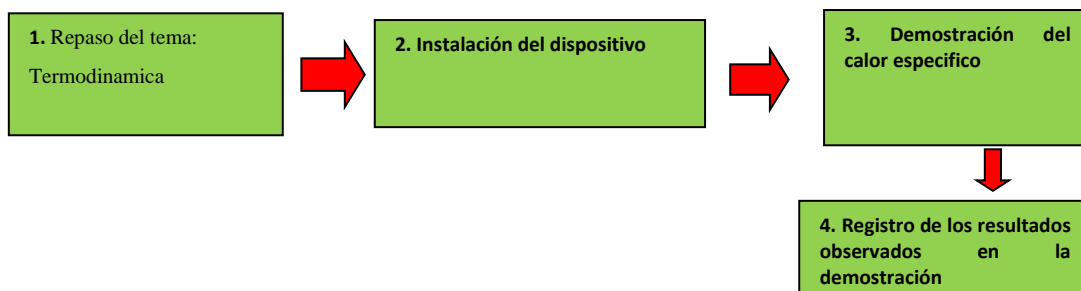 1. Repaso del tema:
Termodinamica
2. Instalación del dispositivo
3. Demostración del
calor especifico
4. Registro de los resultados
observados en la
demostración